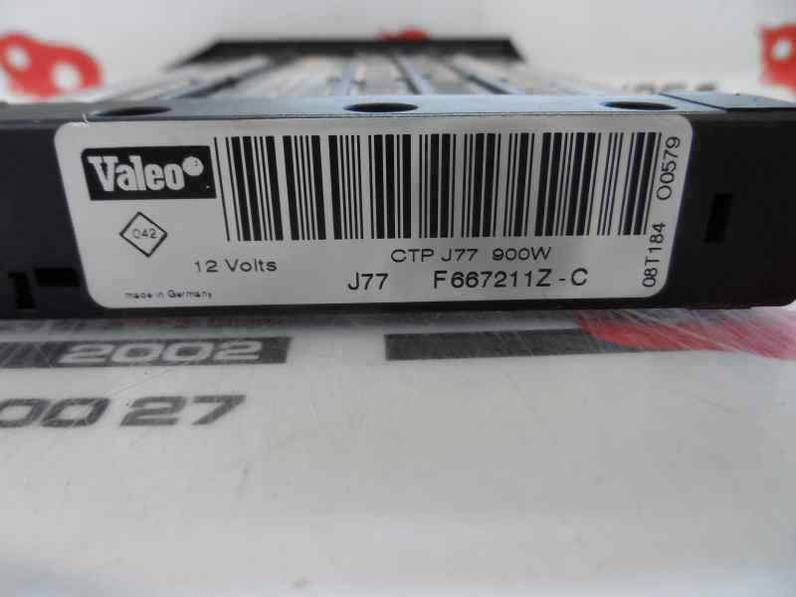 Valeo
042
12 Volts
made in Germany
CTP J77 900W
J77 F667211Z-C
08T184 O0579
2002
00 27